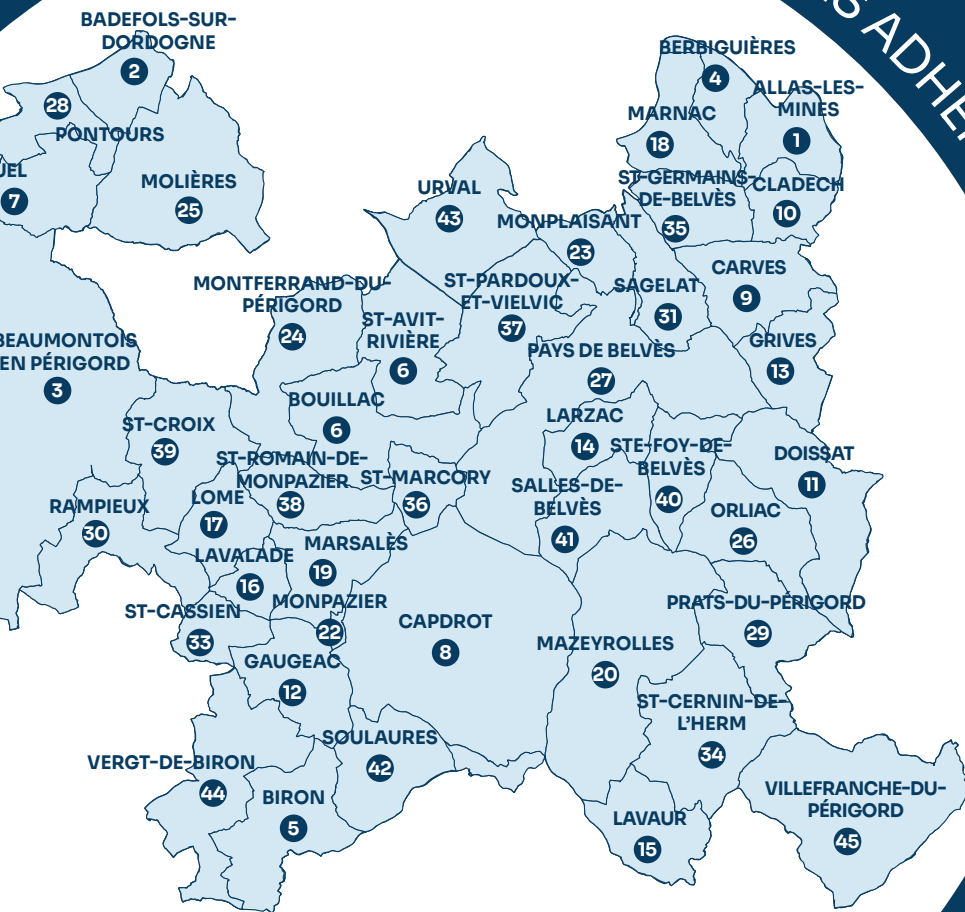 S ADHÉ
BADEFOLS-SUR-
DORDOGNE
2
28
PONTOURS
UEL
7
MOLIÈRES
25
BERBIGUIÈRES
4
ALLAS-LES-
MINES
1
MARNAC
18
ST-GERMAINS-
DE-BELVÈS
35
CLADECH
10
URVAL
43
MONPLAISANT
23
MONTFERRAND-DU-
PÉRIGORD
24
ST-PARDOUX-
ET-VIELVIC
37
SAGELAT
31
CARVES
9
ST-AVIT-
RIVIÈRE
6
BEAUMONTOIS
EN PÉRIGORD
3
PAYS DE BELVÈS
27
GRIVES
13
BOUILLAC
6
LARZAC
14
ST-CROIX
39
STE-FOY-DE-
BELVÈS
40
DOISSAT
11
ST-ROMAIN-DE-
MONPAZIER
38
ST-MARCORY
36
SALLES-DE-
BELVÈS
41
RAMPIEUX
30
LOME
17
ORLIAC
26
LAVALADE
16
MARSALÈS
19
ST-CASSIEN
33
MONPAZIER
22
CAPDROT
8
PRATS-DU-PÉRIGORD
29
MAZEYROLLES
20
GAUGEAC
12
ST-CERNIN-DE-
L'HERM
34
SOULAURES
42
VERGT-DE-BIRON
44
BIRON
5
VILLEFRANCHE-DU-
PÉRIGORD
45
LAVAUR
15